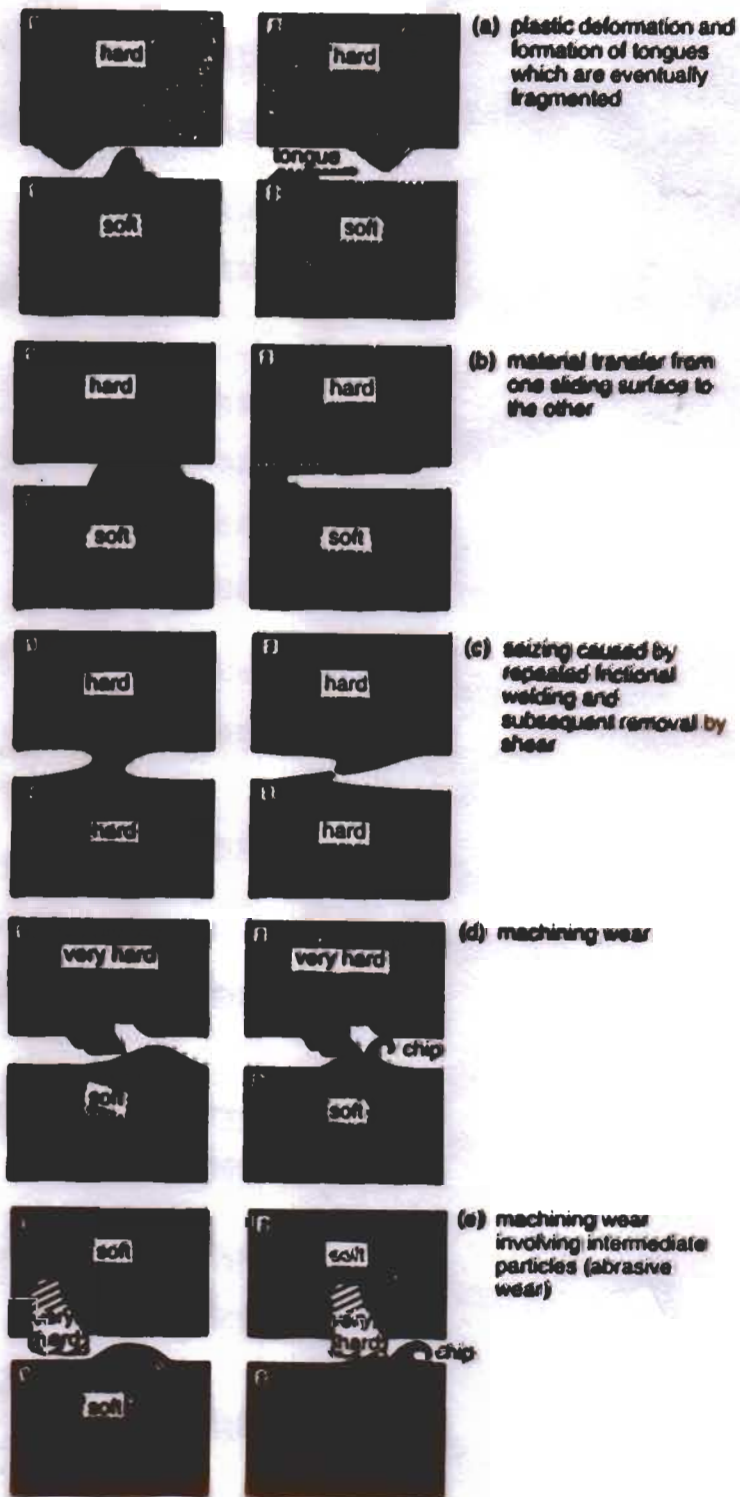 hard
hard
(a) plastic deformation and
formation of tongues
which are eventually
fragmented
tongue
soft
soft
hard
hard
(b) material transfer from
one sliding surface to
the other
soft
soft
hard
hard
(c) seizing caused by
repeated frictional
welding and
subsequent removal by
shear
hard
hard
very hard
very hard
(d) machining wear
chip
soft
soft
soft
soft
(e) machining wear
involving intermediate
particles (abrasive
wear)
very
hard
very
hard
chip
soft